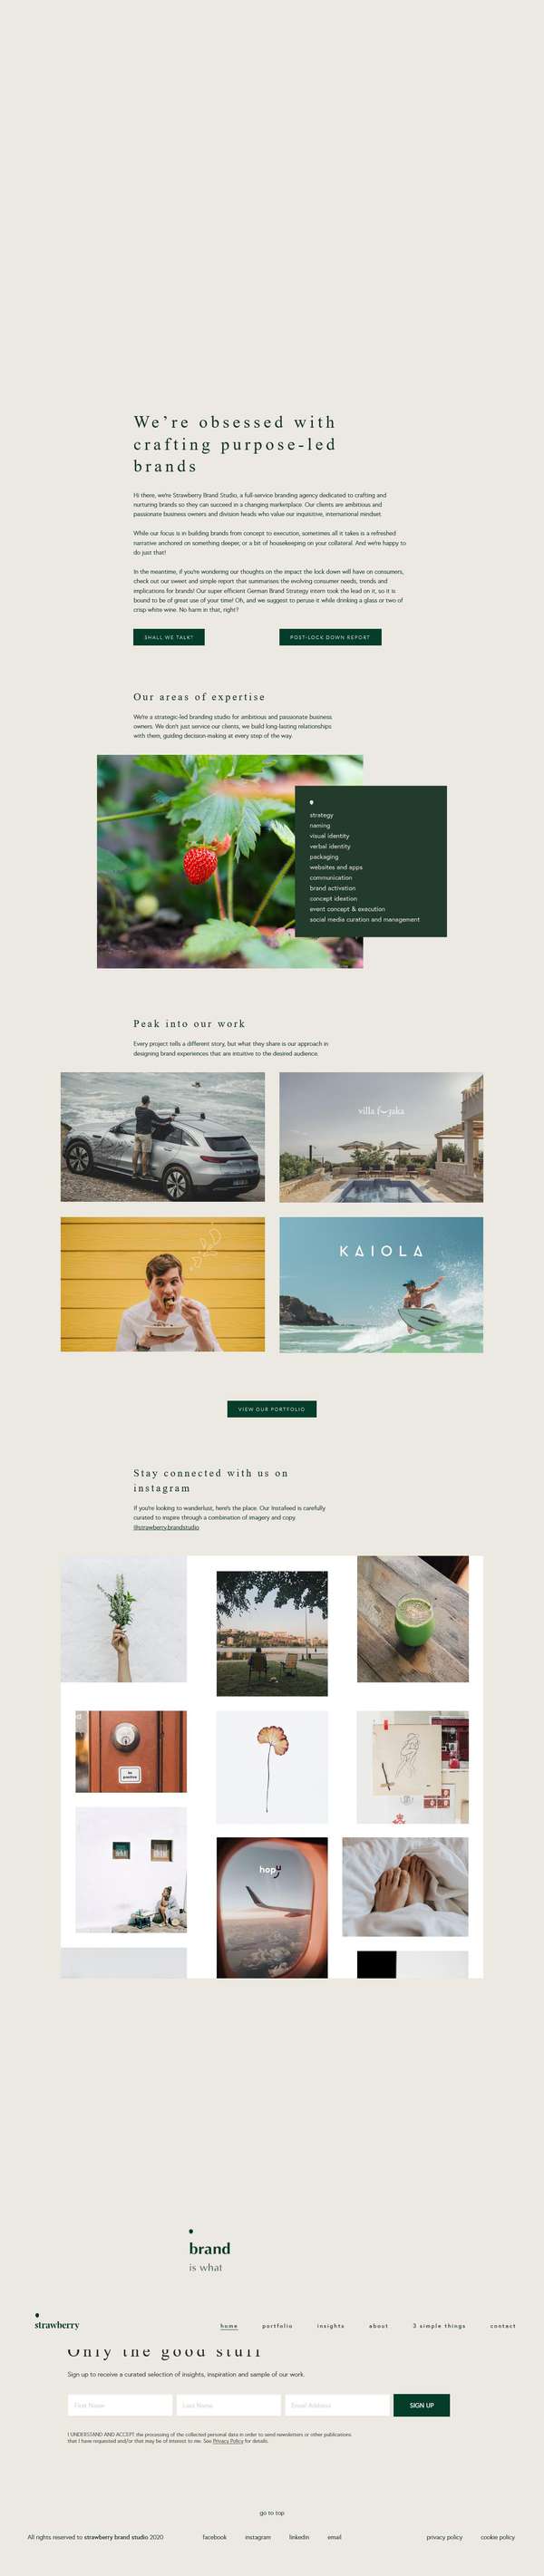 We're obsessed with
crafting purpose-led
brands
Hi there, we're Strawberry Brand Studio, a full-service branding agency dedicated to crafting and
nurturing brands so they can succeed in a changing marketplace. Our clients are ambitious and
passionate business owners and division heads who value our inquisitive, international mindset.
While our focus is in building brands from concept to execution, sometimes all it takes is a refreshed
narrative anchored on something deeper, or a bit of housekeeping on your collateral. And we're happy to
do just that!
In the meantime, if you're wondering our thoughts on the impact the lock down will have on consumers,
check out our sweet and simple report that summarises the evolving consumer needs, trends and
implications for brands! Our super efficient German Brand Strategy intern took the lead on it, so it is
bound to be of great use of your time! Oh, and we suggest to peruse it while drinking a glass or two of
crisp white wine. No harm in that, right?
SHALL WE TALK?
POST-LOCK DOWN REPORT
Our areas of expertise
We're a strategic-led branding studio for ambitious and passionate business
owners. We don't just service our clients, we build long-lasting relationships
with them, guiding decision-making at every step of the way.
strategy
naming
visual identity
verbal identity
packaging
websites and apps
communication
brand activation
concept ideation
event concept & execution
social media curation and management
Peak into our work
Every project tells a different story, but what they share is our approach in
designing brand experiences that are intuitive to the desired audience.
KAIOLA
VIEW OUR PORTFOLIO
Stay connected with us on
instagram
If you're looking to wanderlust, here's the place. Our Instafeed is carefully
curated to inspire through a combination of imagery and copy.
@strawberry.brandstudio
be
positive
hop
brand
is what
strawberry
home
portfolio
insights
about
3 simple things
contact
Only the good stuff
Sign up to receive a curated selection of insights, inspiration and sample of our work.
First Name
Last Name
Email Address
SIGN UP
I UNDERSTAND AND ACCEPT the processing of the collected personal data in order to send newsletters or other publications
that I have requested and/or that may be of interest to me. See Privacy Policy for details.
go to top
All rights reserved to strawberry brand studio 2020
facebook
instagram
linkedin
email
privacy policy
cookie policy